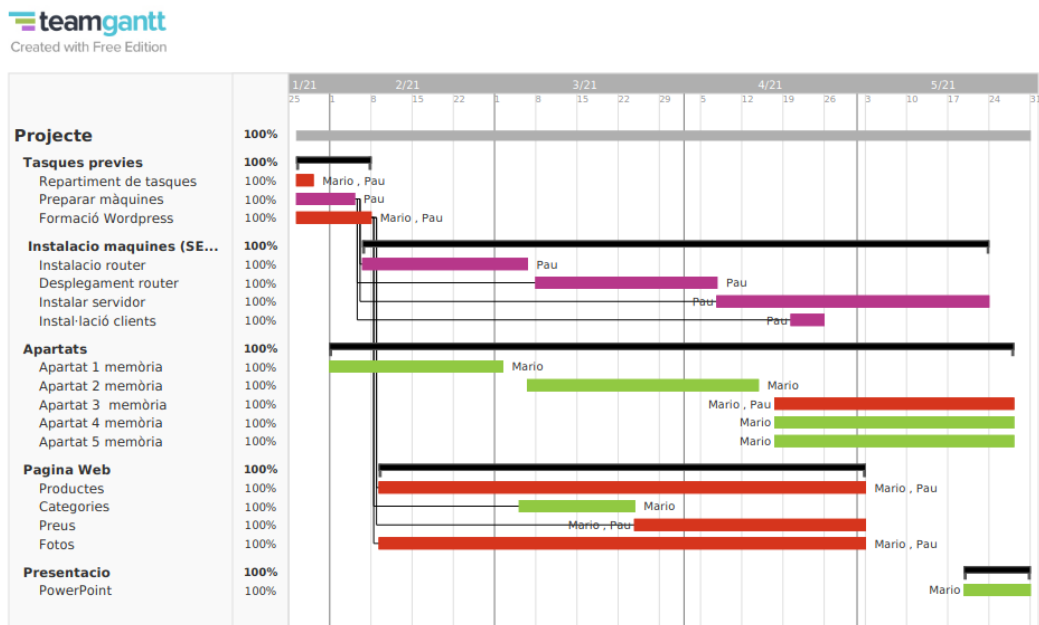 teamgantt
Created with Free Edition
1/21 2/21 3/21 4/21 5/21
25 1 8 15 22 1 8 15 22 29 5 12 19 26 3 10 17 24 31
Projecte 100%
Tasques previes 100%
Repartiment de tasques 100% Mario , Pau
Preparar màquines 100% Pau
Formació Wordpress 100% Mario , Pau
Instalacio maquines (SE... 100%
Instalacio router 100% Pau
Desplegament router 100% Pau
Instalar servidor 100% Pau
Instal·lació clients 100% Pau
Apartats 100%
Apartat 1 memòria 100% Mario
Apartat 2 memòria 100% Mario
Apartat 3 memòria 100% Mario , Pau
Apartat 4 memòria 100% Mario
Apartat 5 memòria 100% Mario
Pagina Web 100%
Productes 100% Mario , Pau
Categories 100% Mario
Preus 100% Mario , Pau
Fotos 100% Mario , Pau
Presentacio 100%
PowerPoint 100% Mario